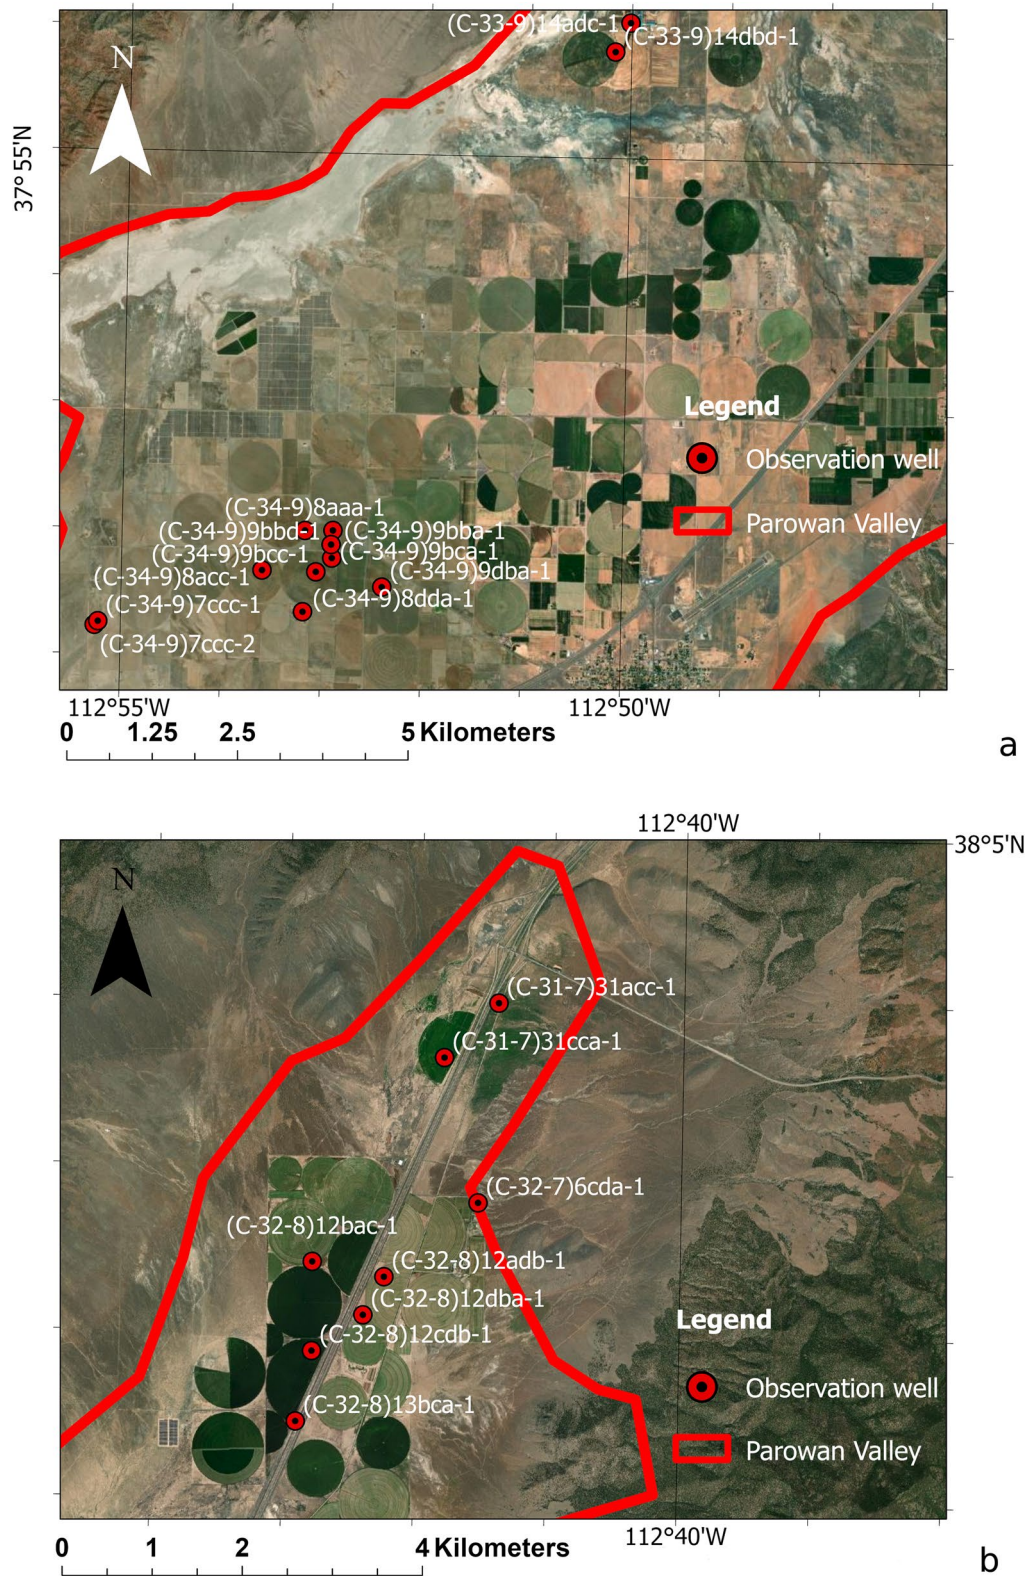 (C-33-9)14adc-1
(C-33-9)14dbd-1
N
37° 55'N
Legend
Observation well
Parowan Valley
(C-34-9)8aaa-1
(C-34-9)9bbd-1
(C-34-9)9bba-1
(C-34-9)9bcc-1
(C-34-9)9bca-1
(C-34-9)8acc-1
(C-34-9)9dba-1
(C-34-9)7ccc-1
(C-34-9)8dda-1
(C-34-9)7ccc-2
112°55'W
112°50'W
0 1.25 2.5 5 Kilometers
a
112°40'W
38°5'N
N
(C-31-7)31acc-1
(C-31-7)31cca-1
(C-32-7)6cda-1
(C-32-8)12bac-1
(C-32-8)12adb-1
(C-32-8)12dba-1
(C-32-8)12cdb-1
(C-32-8)13bca-1
Legend
Observation well
Parowan Valley
112°40'W
0 1 2 4 Kilometers
b